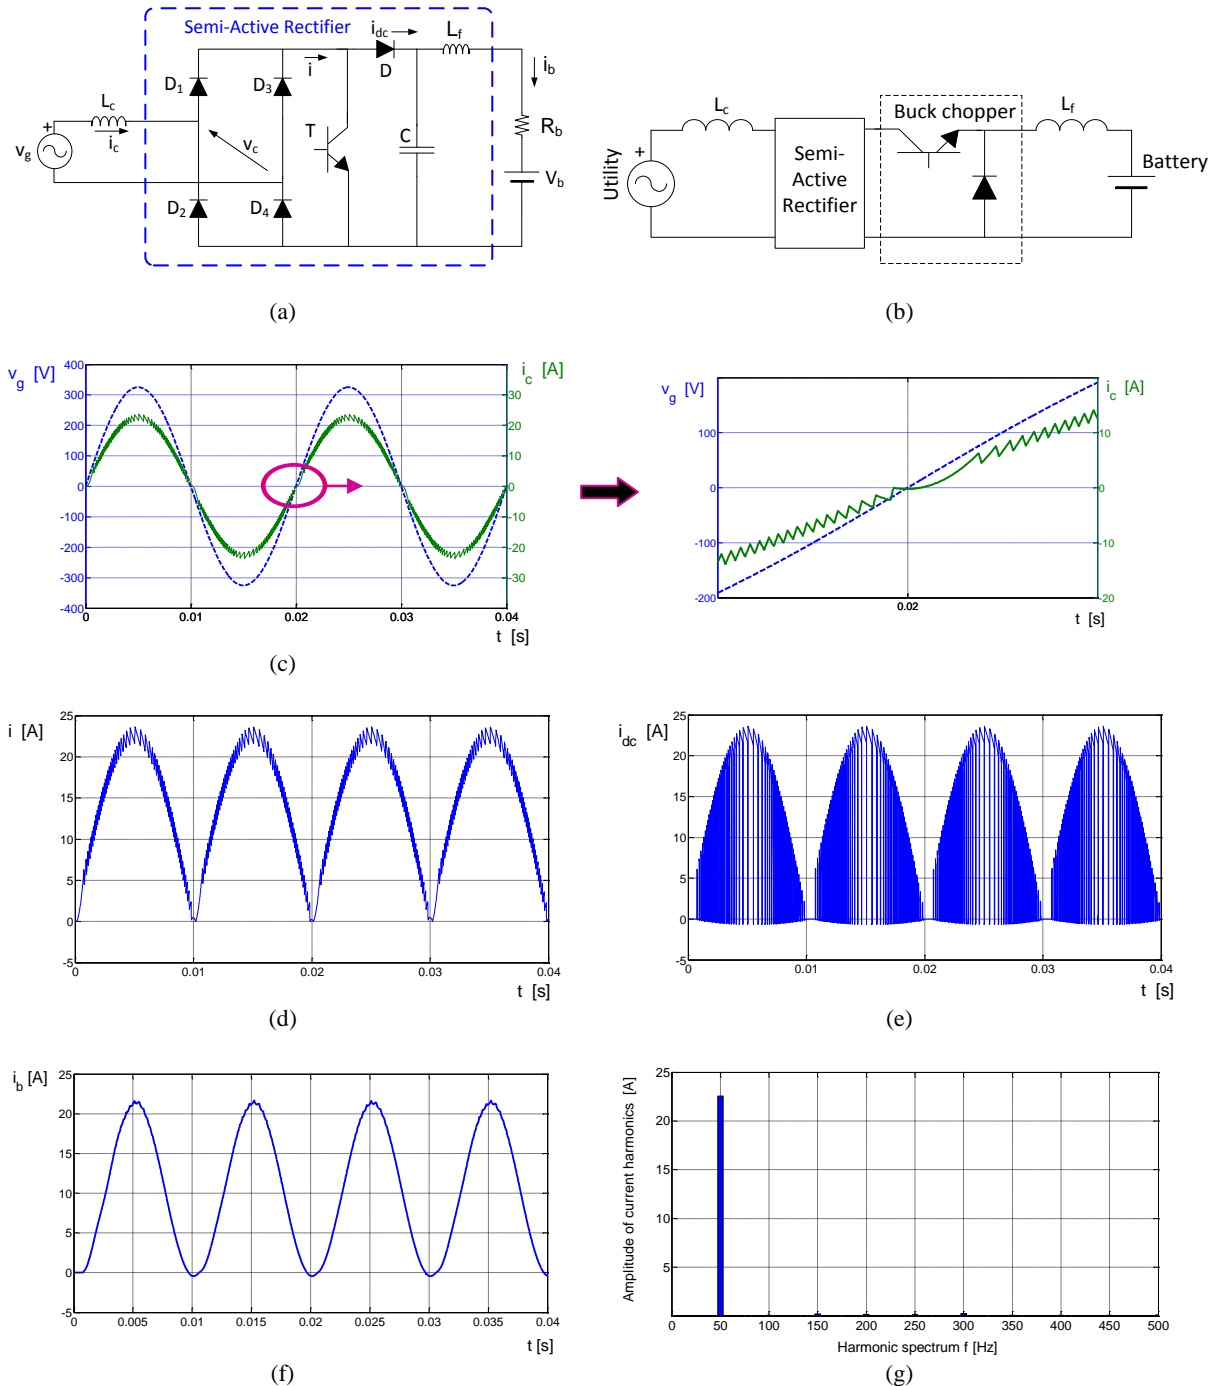 Semi-Active Rectifier
i_dc
L_f
D
i
i_b
D_1
D_3
L_c
i_c
v_g
+
v_c
T
C
R_b
V_b
D_2
D_4
(a)
L_c
Buck chopper
L_f
Utility
+
Semi-
Active
Rectifier
Battery
(b)
v_g [V]
i_c [A]
400
300
200
100
0
-100
-200
-300
-400
30
20
10
0
-10
-20
-30
0 0.01 0.02 0.03 0.04
t [s]
(c)
v_g [V]
i_c [A]
100
0
-100
-200
10
0
-10
-20
0.02
t [s]
i [A]
25
20
15
10
5
0
-5
0 0.01 0.02 0.03 0.04
t [s]
(d)
i_dc [A]
25
20
15
10
5
0
-5
0 0.01 0.02 0.03 0.04
t [s]
(e)
i_b [A]
25
20
15
10
5
0
-5
0 0.005 0.01 0.015 0.02 0.025 0.03 0.035 0.04
t [s]
(f)
Amplitude of current harmonics [A]
25
20
15
10
5
0 50 100 150 200 250 300 350 400 450 500
Harmonic spectrum f [Hz]
(g)